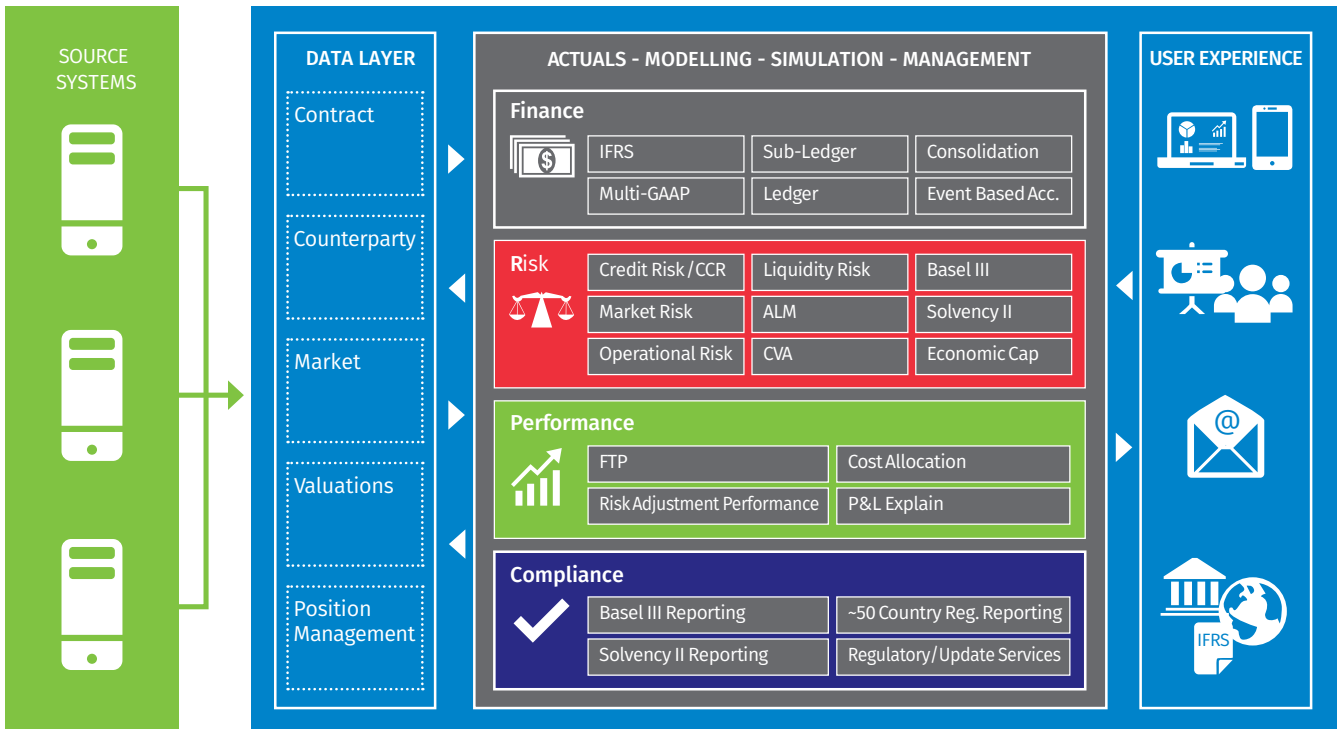 SOURCE
SYSTEMS
DATA LAYER
Contract
Counterparty
Market
Valuations
Position
Management
ACTUALS - MODELLING - SIMULATION - MANAGEMENT
Finance
$
IFRS
Sub-Ledger
Consolidation
Multi-GAAP
Ledger
Event Based Acc.
Risk
Credit Risk/CCR
Liquidity Risk
Basel III
Market Risk
ALM
Solvency II
Operational Risk
CVA
Economic Cap
Performance
FTP
Cost Allocation
Risk Adjustment Performance
P&L Explain
Compliance
Basel III Reporting
~50 Country Reg. Reporting
Solvency II Reporting
Regulatory/Update Services
USER EXPERIENCE
@
IFRS